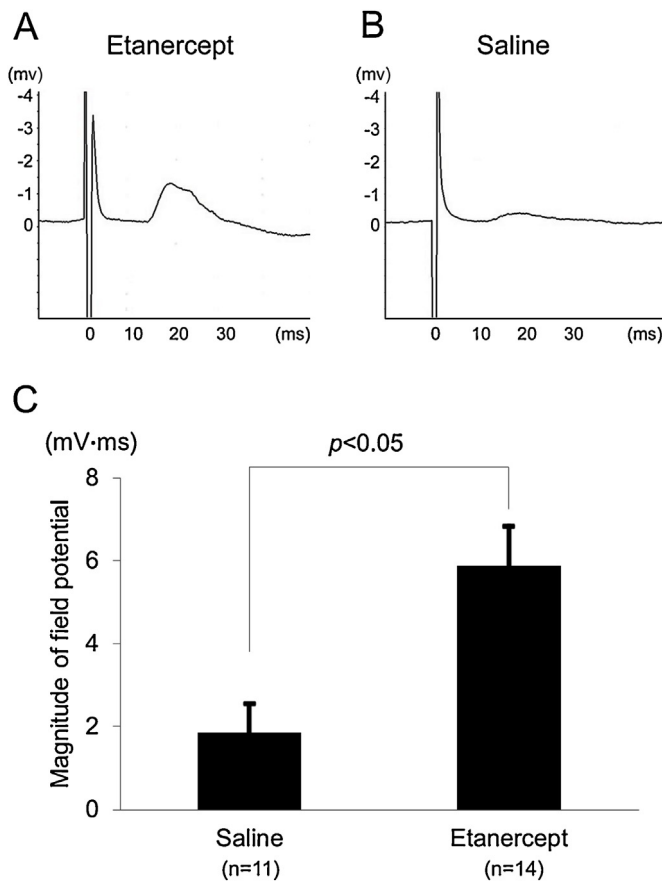 A
Etanercept
(mv)
-4
-3
-2
-1
0
0 10 20 30 (ms)
B
Saline
(mv)
-4
-3
-2
-1
0
0 10 20 30 (ms)
C
(mV·ms)
p<0.05
Magnitude of field potential
8
6
4
2
0
Saline
(n=11)
Etanercept
(n=14)